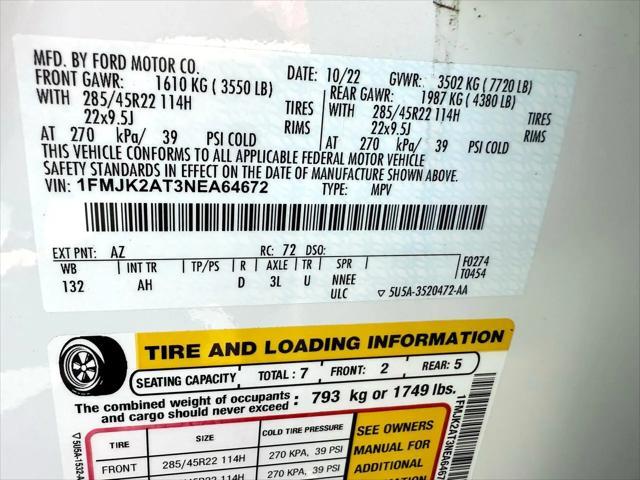 MFD. BY FORD MOTOR CO.
DATE: 10/22 GVWR: 3502 KG (7720 LB)
FRONT GAWR: 1610 KG ( 3550 LB) REAR GAWR: 1987 KG ( 4380 LB)
WITH 285/45R22 114H TIRES WITH 285/45R22 114H TIRES
22x9.5J RIMS 22x9.5J RIMS
AT 270 kPa/ 39 PSI COLD AT 270 kPa/ 39 PSI COLD
THIS VEHICLE CONFORMS TO ALL APPLICABLE FEDERAL MOTOR VEHICLE
SAFETY STANDARDS IN EFFECT ON THE DATE OF MANUFACTURE SHOWN ABOVE.
VIN: 1FMJK2AT3NEA64672 TYPE: MPV
EXT PNT: AZ RC: 72 DSO: F0274
WB INT TR TP/PS R AXLE TR SPR T0454
132 AH D 3L U NNEE
ULC ▽ 5U5A-3520472-AA
TIRE AND LOADING INFORMATION
SEATING CAPACITY TOTAL : 7 FRONT: 2 REAR: 5
The combined weight of occupants
and cargo should never exceed : 793 kg or 1749 lbs.
TIRE SIZE COLD TIRE PRESSURE
FRONT 285/45R22 114H 270 KPA, 39 PSI
285/45R22 114H 270 KPA, 39 PSI
SEE OWNERS
MANUAL FOR
ADDITIONAL
▽ 5U5A-1532-A
1FMJK2AT3NEA6467